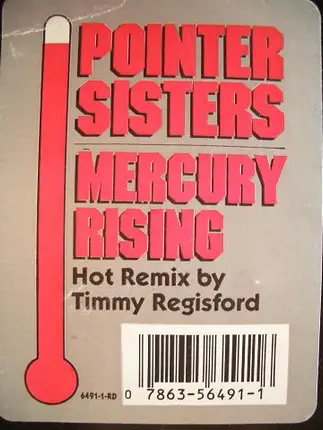 POINTER
SISTERS
MERCURY
RISING
Hot Remix by
Timmy Regisford
6491-1-RD
0 7863-56491-1